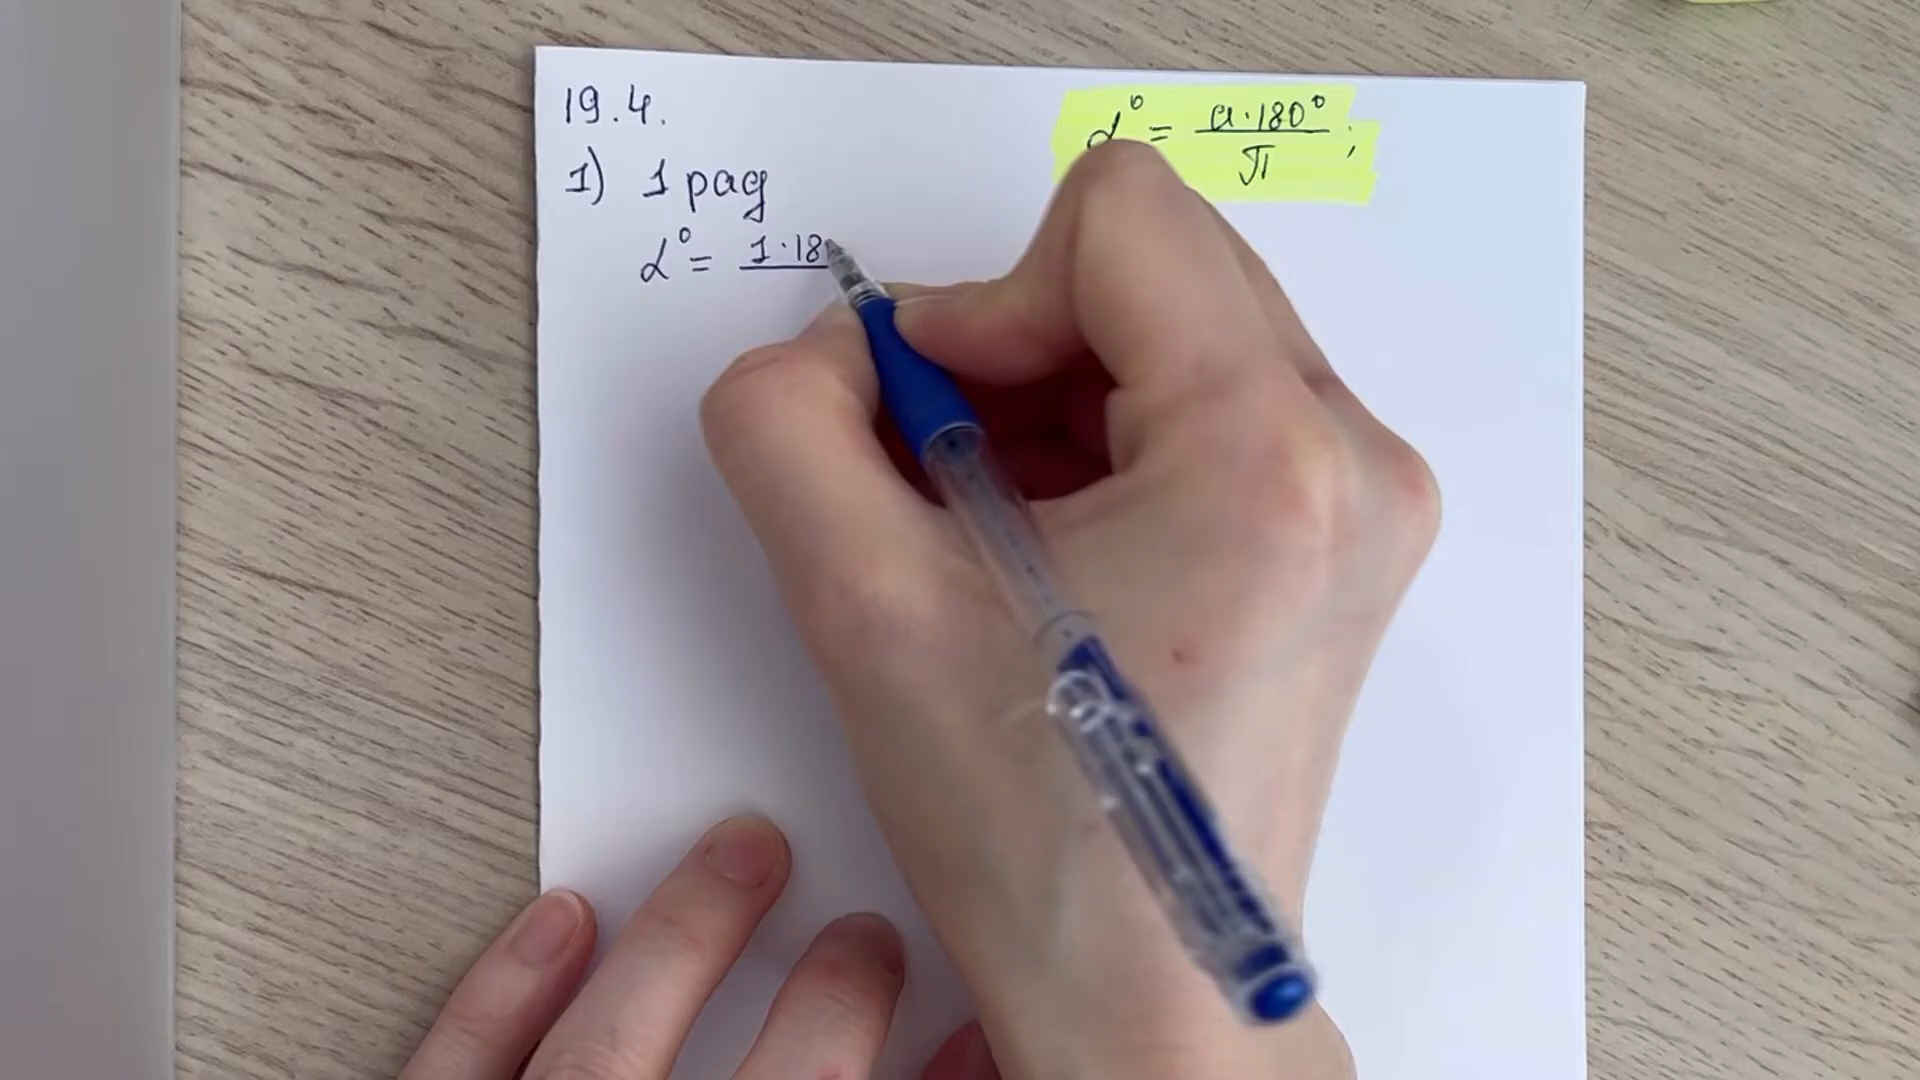 19.4.
α° = a·180° / π ;
1) 1 рад
α° = 1·18